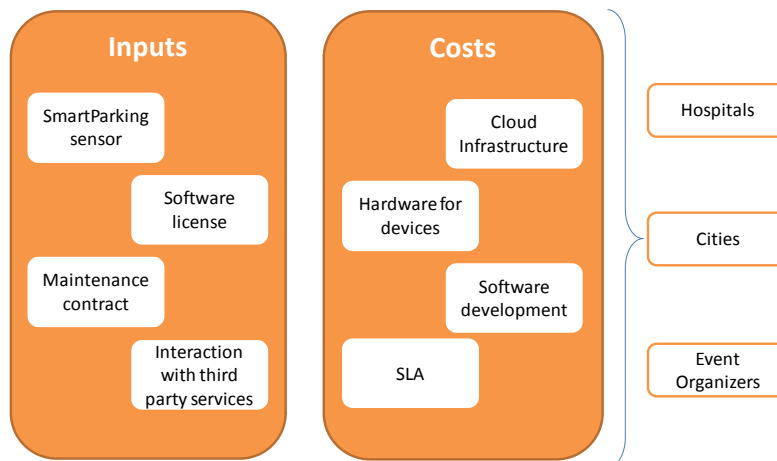 Inputs
SmartParking
sensor
Software
license
Maintenance
contract
Interaction
with third
party services
Costs
Cloud
Infrastructure
Hardware for
devices
Software
development
SLA
Hospitals
Cities
Event
Organizers